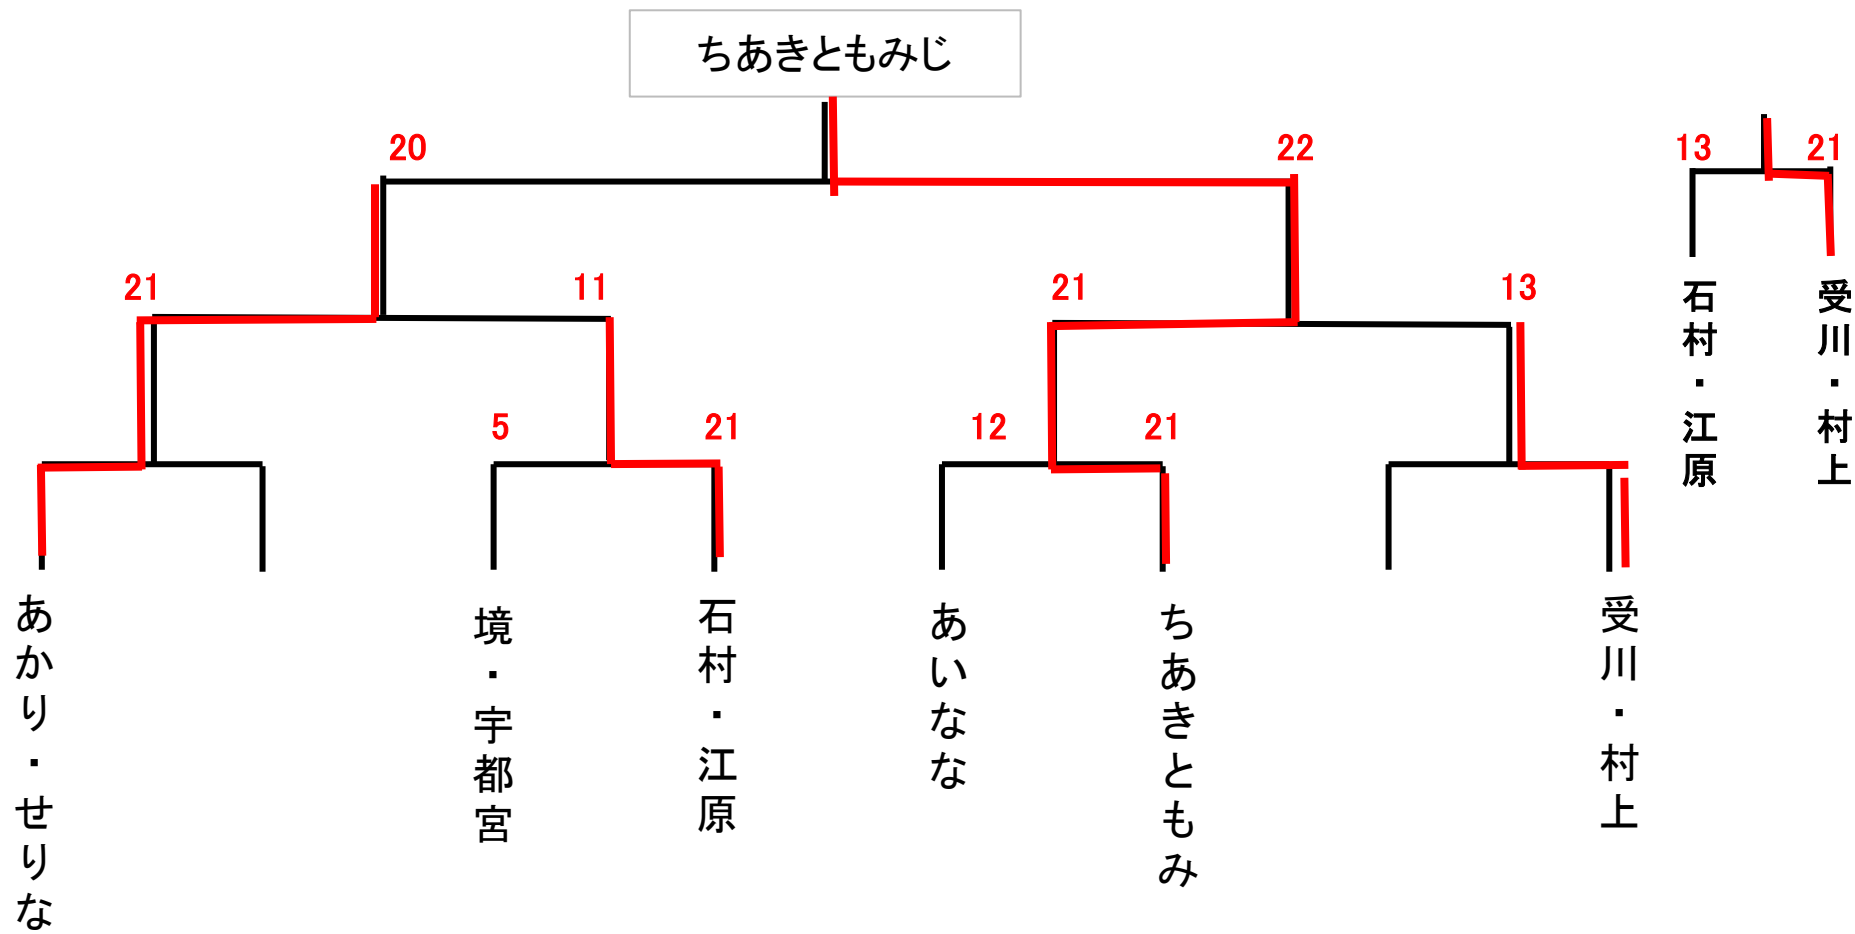 ちあきともみじ
20
22
13
21
21
11
21
13
石村・江原
受川・村上
5
21
12
21
あかり・せりな
境・宇都宮
石村・江原
あいなな
ちあきともみ
受川・村上